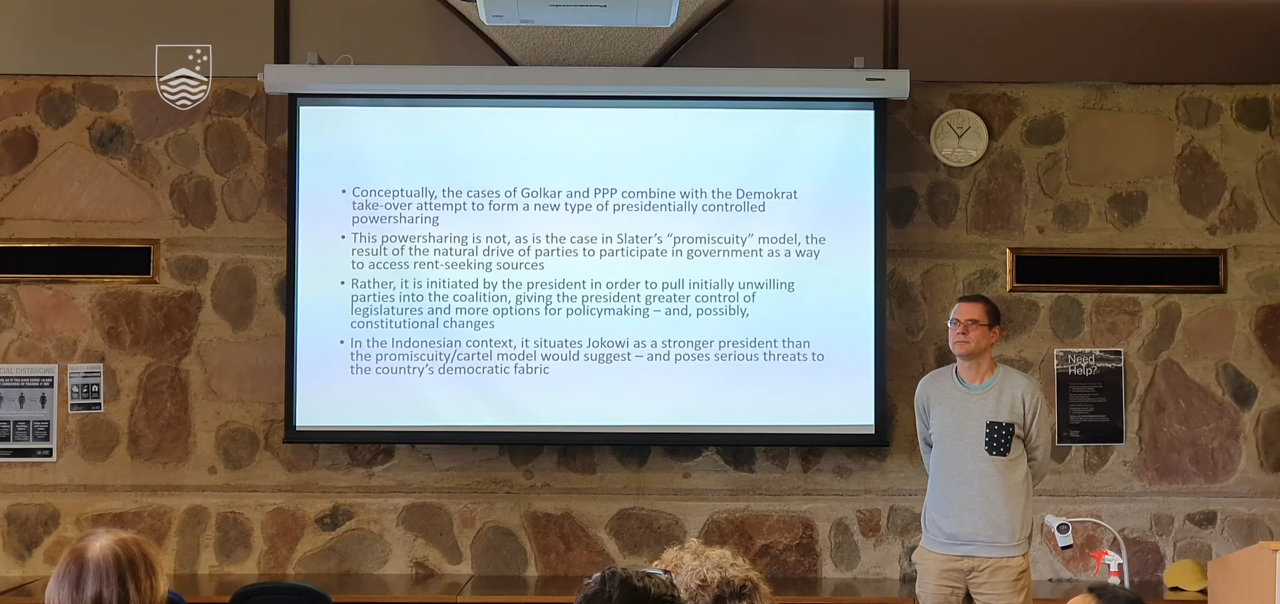 • Conceptually, the cases of Golkar and PPP combine with the Demokrat
take-over attempt to form a new type of presidentially controlled
powersharing
• This powersharing is not, as is the case in Slater's “promiscuity” model, the
result of the natural drive of parties to participate in government as a way
to access rent-seeking sources
• Rather, it is initiated by the president in order to pull initially unwilling
parties into the coalition, giving the president greater control of
legislatures and more options for policymaking – and, possibly,
constitutional changes
• In the Indonesian context, it situates Jokowi as a stronger president than
the promiscuity/cartel model would suggest – and poses serious threats to
the country's democratic fabric
Need
Help?
CIAL DISTANCING